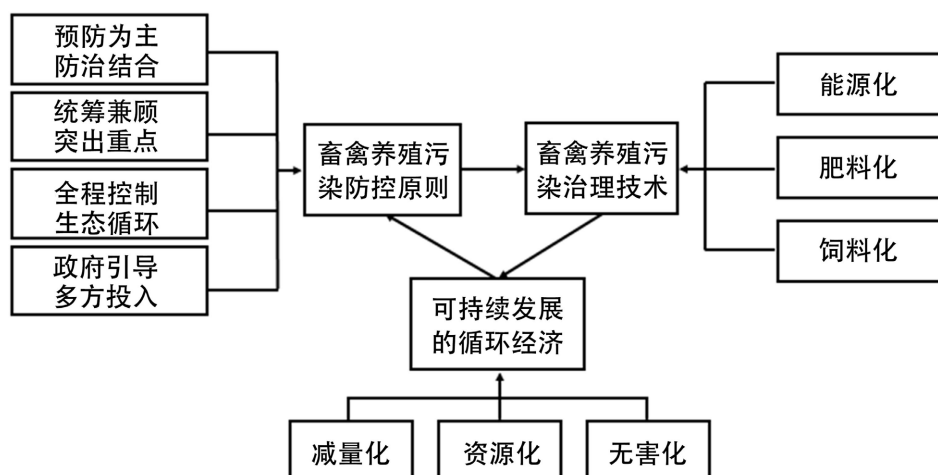 预防为主
防治结合
统筹兼顾
突出重点
全程控制
生态循环
政府引导
多方投入
畜禽养殖污
染防控原则
畜禽养殖污
染治理技术
能源化
肥料化
饲料化
可持续发展
的循环经济
减量化
资源化
无害化